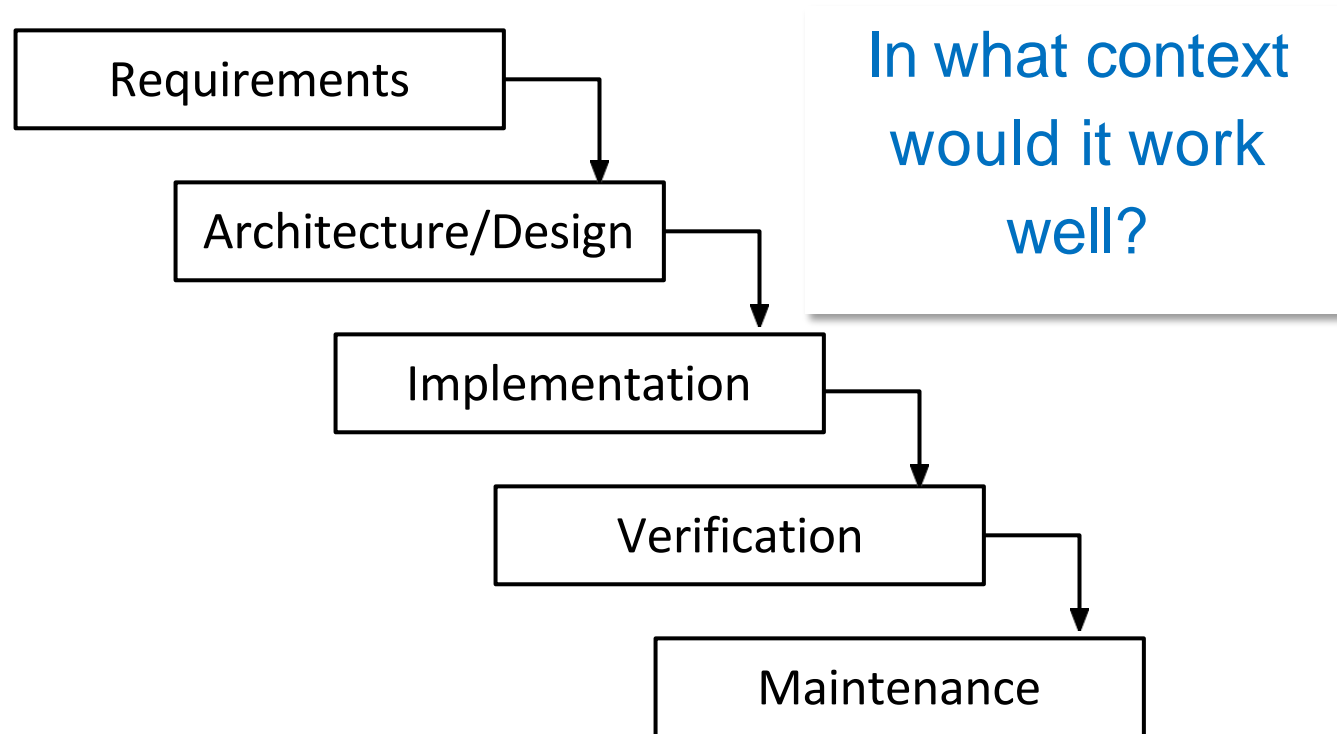 Requirements
Architecture/Design
Implementation
Verification
Maintenance
In what context
would it work
well?